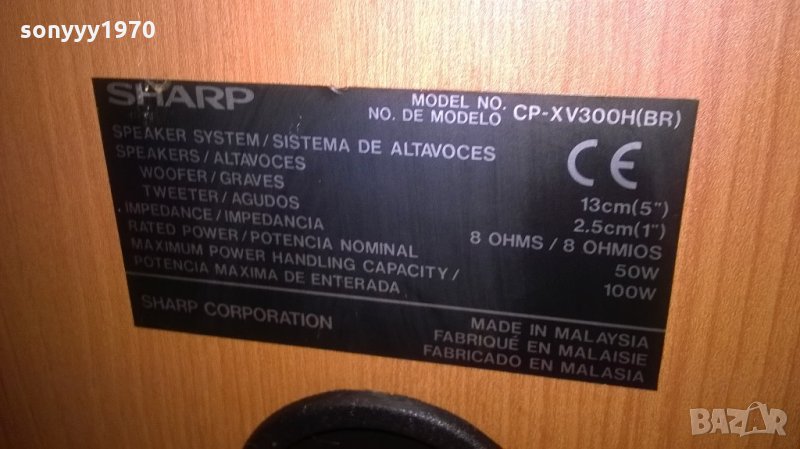 sonyyy1970
SHARP
MODEL NO.
NO. DE MODELO CP-XV300H(BR)
SPEAKER SYSTEM/SISTEMA DE ALTAVOCES
SPEAKERS/ALTAVOCES
WOOFER/GRAVES 13cm(5")
TWEETER/AGUDOS 2.5cm(1")
IMPEDANCE/IMPEDANCIA 8 OHMS / 8 OHMIOS
RATED POWER/POTENCIA NOMINAL 50W
MAXIMUM POWER HANDLING CAPACITY/
POTENCIA MAXIMA DE ENTERADA 100W
CE
SHARP CORPORATION
MADE IN MALAYSIA
FABRIQUÉ EN MALAISIE
FABRICADO EN MALASIA
BAZAR